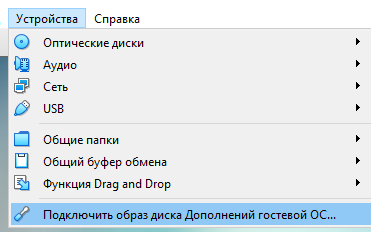 Устройства Справка
Оптические диски
Аудио
Сеть
USB
Общие папки
Общий буфер обмена
Функция Drag and Drop
Подключить образ диска Дополнений гостевой ОС...